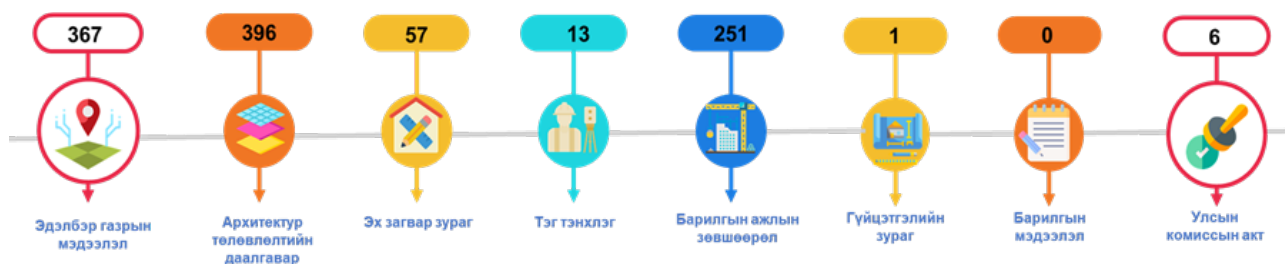 367
396
57
13
251
1
0
6
Эдэлбэр газрын
мэдээлэл
Архитектур
төлөвлөлтийн
даалгавар
Эх загвар зураг
Тэг тэнхлэг
Барилгын ажлын
зөвшөөрөл
Гүйцэтгэлийн
зураг
Барилгын
мэдээлэл
Улсын
комиссын акт